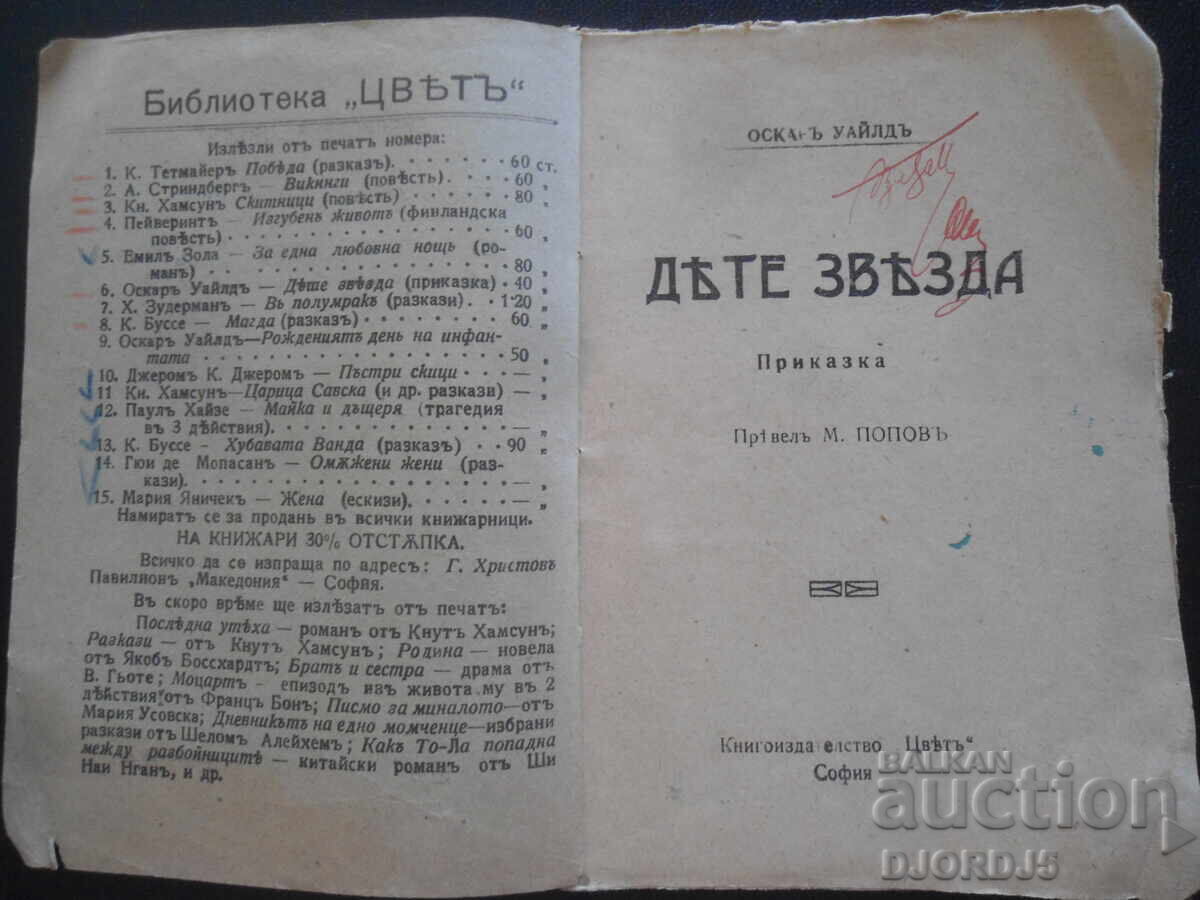 Библиотека „ЦВѢТЪ“
Излѣзли отъ печатъ номера:
1. К. Тетмайеръ Побѣда (разказъ). 60 ст.
2. А. Стриндбергъ — Викинги (повѣсть). 60 „
3. Кн. Хамсунъ Скитници (повѣсть) 80 „
4. Пейверинтъ — Изгубенъ животъ (финландска
повѣсть) 60 „
5. Емилъ Зола — За една любовна нощь (ро-
манъ) 80 „
6. Оскаръ Уайлдъ — Дѣте звѣзда (приказка) 40 „
7. Х. Зудерманъ — Въ полумракъ (разкази). 1·20 „
8. К. Буссе — Магда (разказъ) 60 „
9. Оскаръ Уайлдъ—Рождениятъ день на инфан-
тата 50 „
10. Джеромъ К. Джеромъ — Пъстри скици — „
11 Кн. Хамсунъ—Царица Савска (и др. разкази) — „
12. Паулъ Хайзе — Майка и дъщеря (трагедия
въ 3 действия). — „
13. К. Буссе - Хубавата Ванда (разказъ) 90 „
14. Гюи де Мопасанъ — Омѫжени жени (раз-
кази). — „
15. Мария Яничекъ — Жена (ескизи). — „
Намиратъ се за продань въ всички книжарници.
НА КНИЖАРИ 30% ОТСТѪПКА.
Всичко да се изпраща по адресъ: Г. Христовъ
Павилионъ „Македония“ — София.
Въ скоро врѣме ще излѣзатъ отъ печатъ:
Послѣдна утѣха — романъ отъ Кнутъ Хамсунъ;
Разкази — отъ Кнутъ Хамсунъ; Родина — новела
отъ Якобъ Боссхардтъ; Братъ и сестра — драма отъ
В. Гьоте; Моцартъ - епизод изъ живота му въ 2
дѣйствия отъ Францъ Бонъ; Писмо за миналото—отъ
Мария Усовска; Дневникътъ на едно момченце—избрани
разкази отъ Шеломъ Алейхемъ; Какъ То-Ла попадна
между разбойницитѣ — китайски романъ отъ Ши
Наи Нганъ, и др.
ОСКАРЪ УАЙЛДЪ
ДѢТЕ ЗВѢЗДА
Приказка
Прѣвелъ М. ПОПОВЪ
Книгоиздателство „Цвѣтъ“
София
BALKAN
auction
DJORDJ5